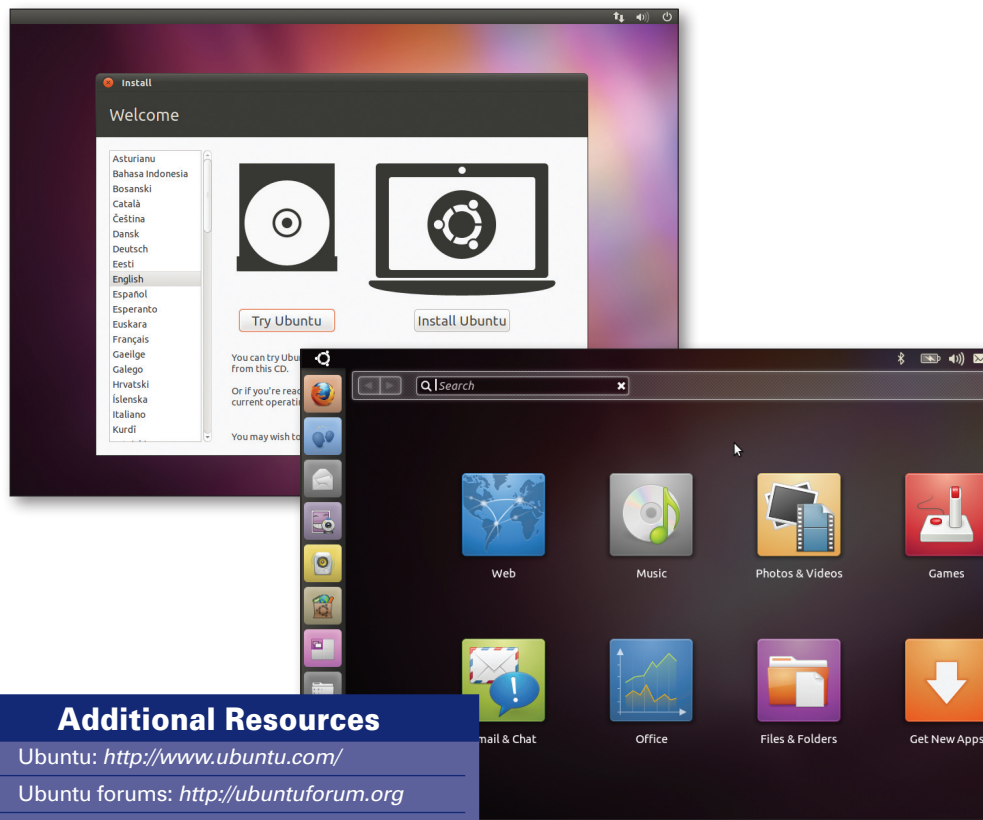 Install
Welcome
Asturianu
Bahasa Indonesia
Bosanski
Català
Čeština
Dansk
Deutsch
Eesti
English
Español
Esperanto
Euskara
Français
Gaeilge
Galego
Hrvatski
Íslenska
Italiano
Kurdî
Try Ubuntu
Install Ubuntu
You can try Ubu
from this CD.
Or if you're read
current operati
You may wish to
Search
Web
Music
Photos & Videos
Games
mail & Chat
Office
Files & Folders
Get New Apps
Additional Resources
Ubuntu: http://www.ubuntu.com/
Ubuntu forums: http://ubuntuforum.org